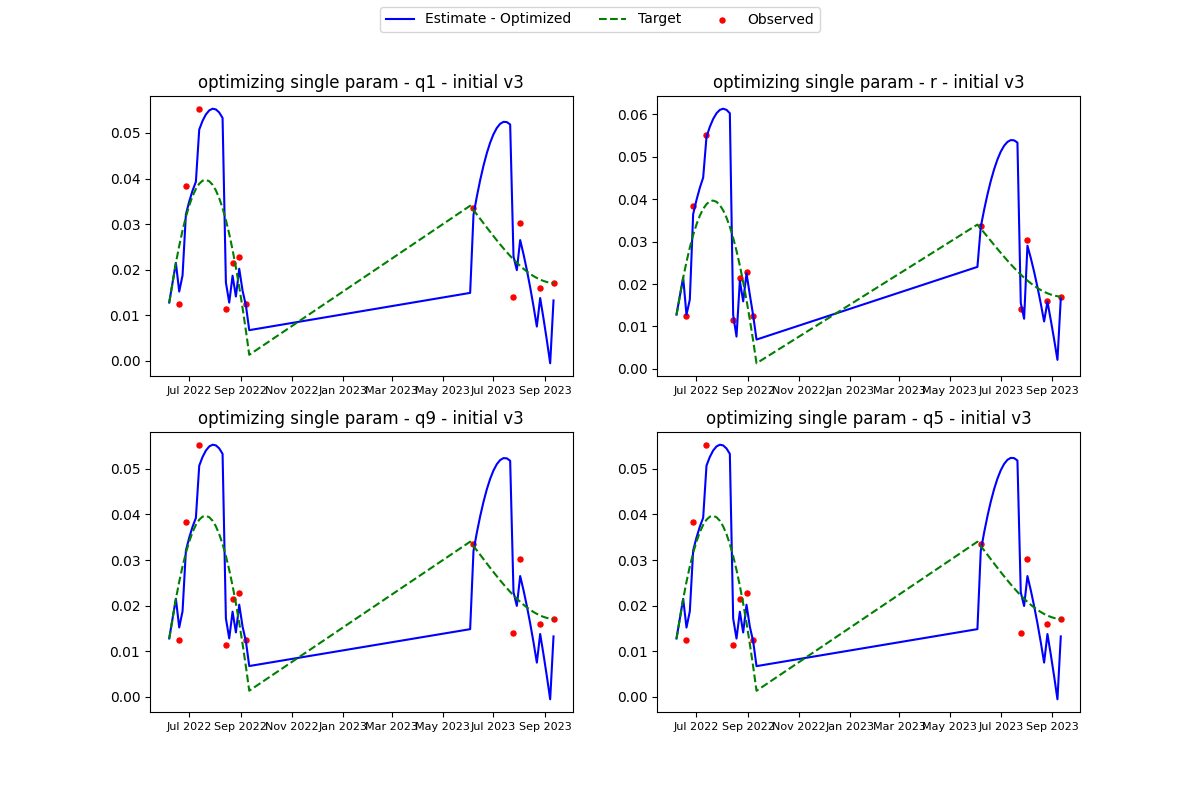 Estimate - Optimized Target Observed
optimizing single param - q1 - initial v3
0.05
0.04
0.03
0.02
0.01
0.00
Jul 2022 Sep 2022 Nov 2022 Jan 2023 Mar 2023 May 2023 Jul 2023 Sep 2023
optimizing single param - r - initial v3
0.06
0.05
0.04
0.03
0.02
0.01
0.00
Jul 2022 Sep 2022 Nov 2022 Jan 2023 Mar 2023 May 2023 Jul 2023 Sep 2023
optimizing single param - q9 - initial v3
0.05
0.04
0.03
0.02
0.01
0.00
Jul 2022 Sep 2022 Nov 2022 Jan 2023 Mar 2023 May 2023 Jul 2023 Sep 2023
optimizing single param - q5 - initial v3
0.05
0.04
0.03
0.02
0.01
0.00
Jul 2022 Sep 2022 Nov 2022 Jan 2023 Mar 2023 May 2023 Jul 2023 Sep 2023